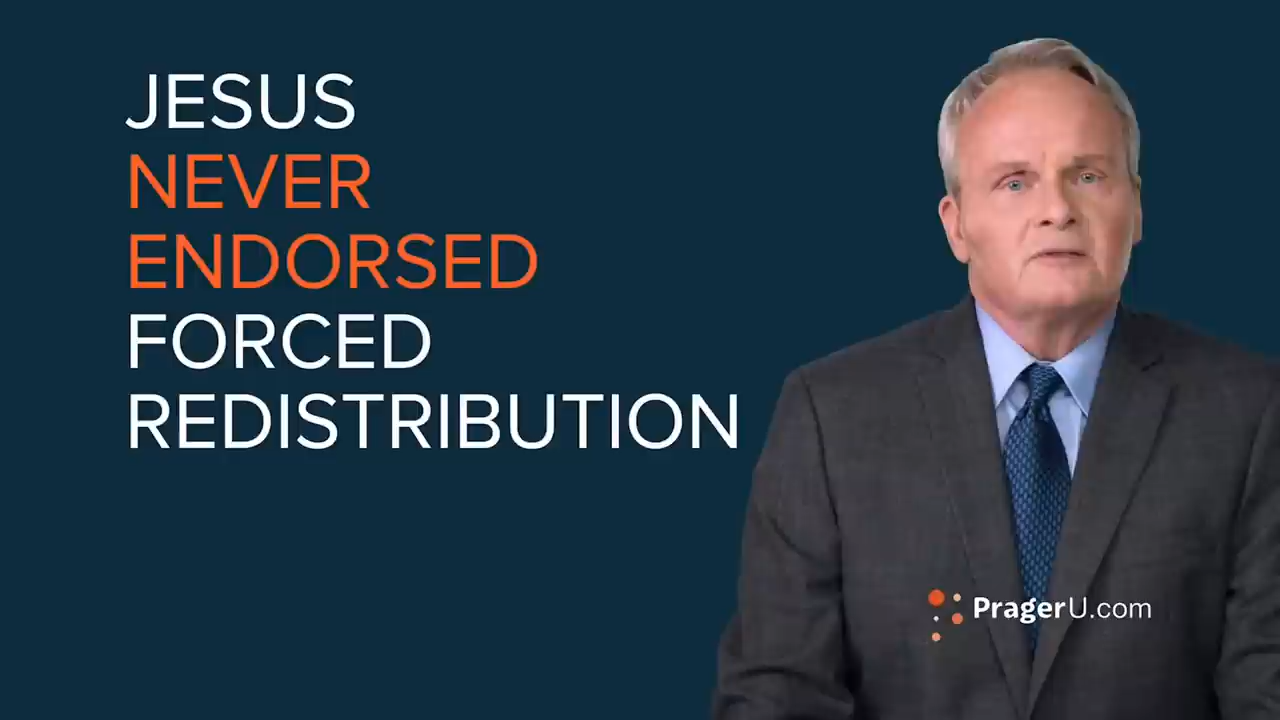 JESUS
NEVER
ENDORSED
FORCED
REDISTRIBUTION
PragerU.com